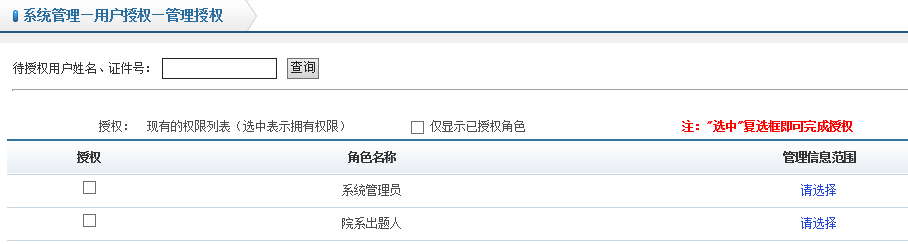 系统管理—用户授权—管理授权
待授权用户姓名、证件号： 查询
授权： 现有的权限列表（选中表示拥有权限） 仅显示已授权角色 注："选中"复选框即可完成授权
授权 角色名称 管理信息范围
系统管理员 请选择
院系出题人 请选择